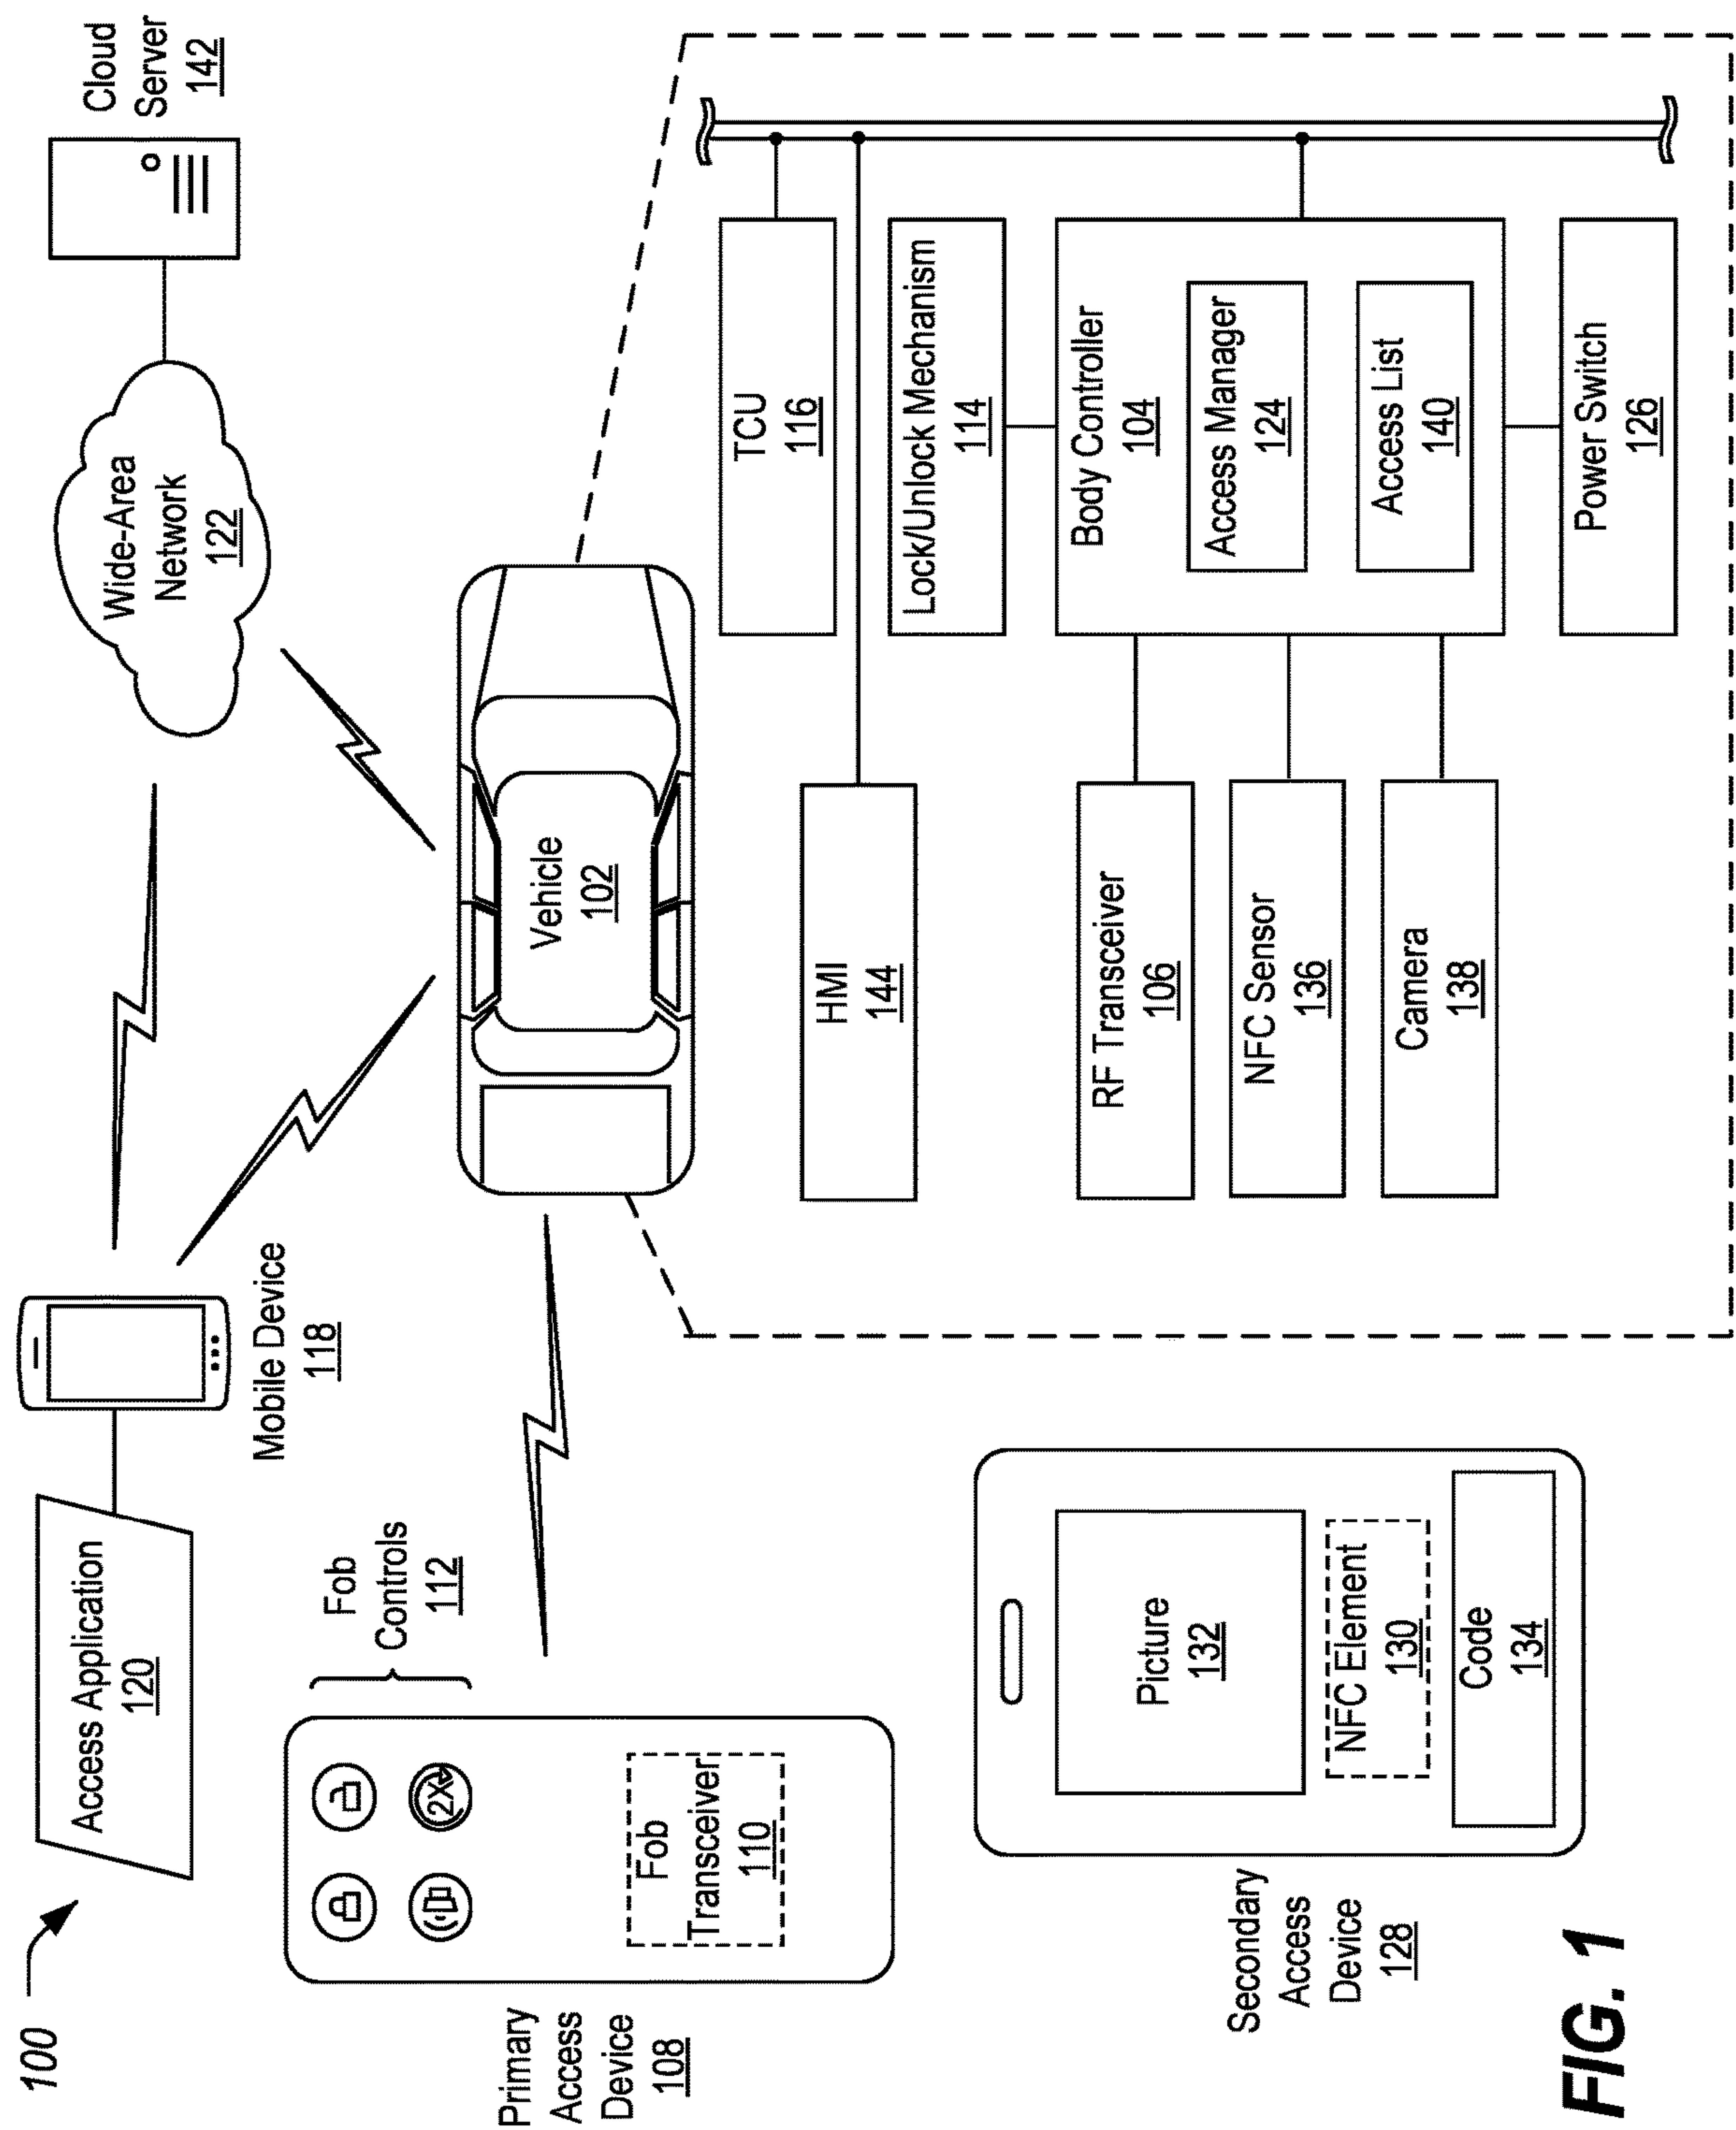 100
Access Application
120
Mobile Device
118
Wide-Area
Network
122
Cloud
Server
142
Fob
Controls
112
2X
Fob
Transceiver
110
Primary
Access
Device
108
Vehicle
102
TCU
116
HMI
144
Lock/Unlock Mechanism
114
Body Controller
104
Access Manager
124
Access List
140
RF Transceiver
106
NFC Sensor
136
Camera
138
Power Switch
126
Picture
132
NFC Element
130
Code
134
Secondary
Access
Device
128
FIG. 1